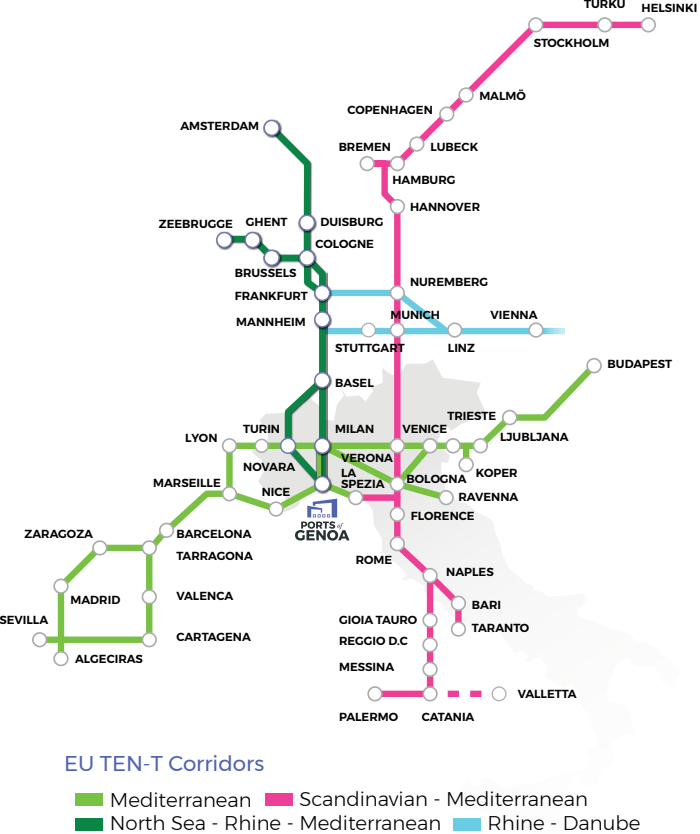 TURKU
HELSINKI
STOCKHOLM
MALMÖ
COPENHAGEN
AMSTERDAM
BREMEN
LUBECK
HAMBURG
HANNOVER
ZEEBRUGGE
GHENT
DUISBURG
COLOGNE
BRUSSELS
FRANKFURT
NUREMBERG
MANNHEIM
MUNICH
VIENNA
STUTTGART
LINZ
BUDAPEST
BASEL
TRIESTE
LYON
TURIN
MILAN
VENICE
LJUBLJANA
VERONA
NOVARA
LA
SPEZIA
BOLOGNA
KOPER
MARSEILLE
NICE
RAVENNA
PORTS of
GENOA
FLORENCE
ZARAGOZA
BARCELONA
TARRAGONA
ROME
NAPLES
MADRID
VALENCA
BARI
SEVILLA
GIOIA TAURO
TARANTO
CARTAGENA
REGGIO D.C
ALGECIRAS
MESSINA
VALLETTA
PALERMO
CATANIA
EU TEN-T Corridors
Mediterranean
Scandinavian - Mediterranean
North Sea - Rhine - Mediterranean
Rhine - Danube